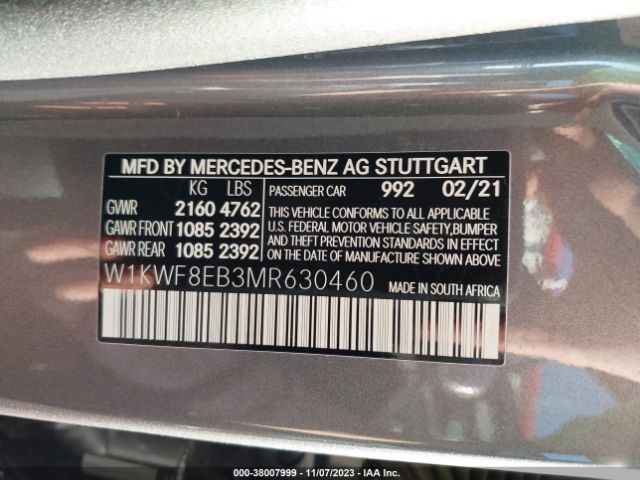 MFD BY MERCEDES-BENZ AG STUTTGART
KG LBS PASSENGER CAR 992 02/21
GVWR 2160 4762
GAWR FRONT 1085 2392
GAWR REAR 1085 2392
THIS VEHICLE CONFORMS TO ALL APPLICABLE
U.S. FEDERAL MOTOR VEHICLE SAFETY,BUMPER
AND THEFT PREVENTION STANDARDS IN EFFECT
ON THE DATE OF MANUFACTURE SHOWN ABOVE.
W1KWF8EB3MR630460 MADE IN SOUTH AFRICA
000-38007999 - 11/07/2023 - IAA Inc.